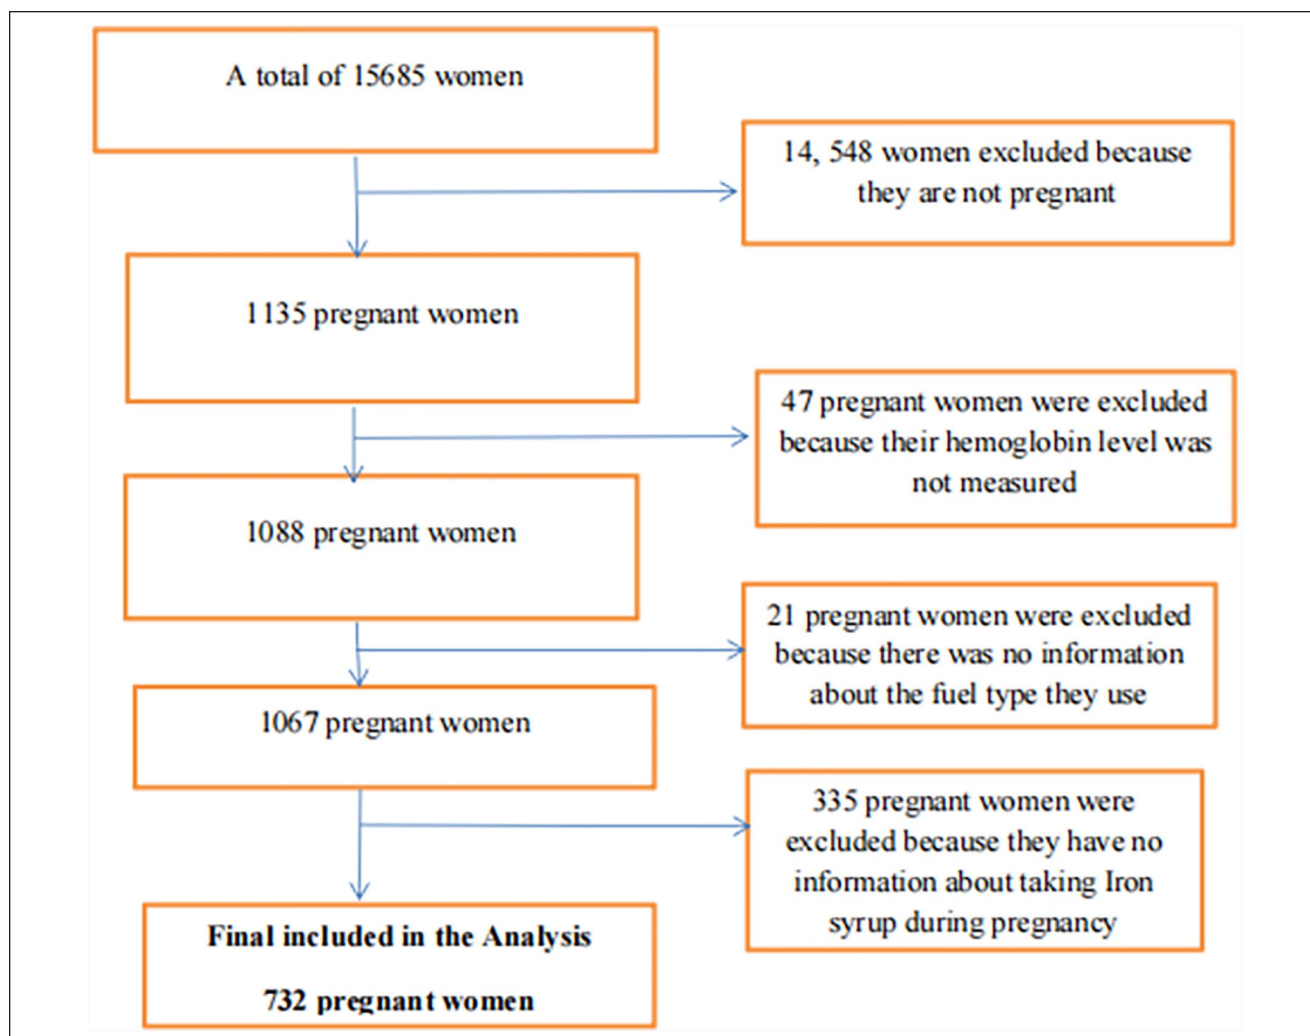 A total of 15685 women
14, 548 women excluded because
they are not pregnant
1135 pregnant women
47 pregnant women were excluded
because their hemoglobin level was
not measured
1088 pregnant women
21 pregnant women were excluded
because there was no information
about the fuel type they use
1067 pregnant women
335 pregnant women were
excluded because they have no
information about taking Iron
syrup during pregnancy
Final included in the Analysis
732 pregnant women